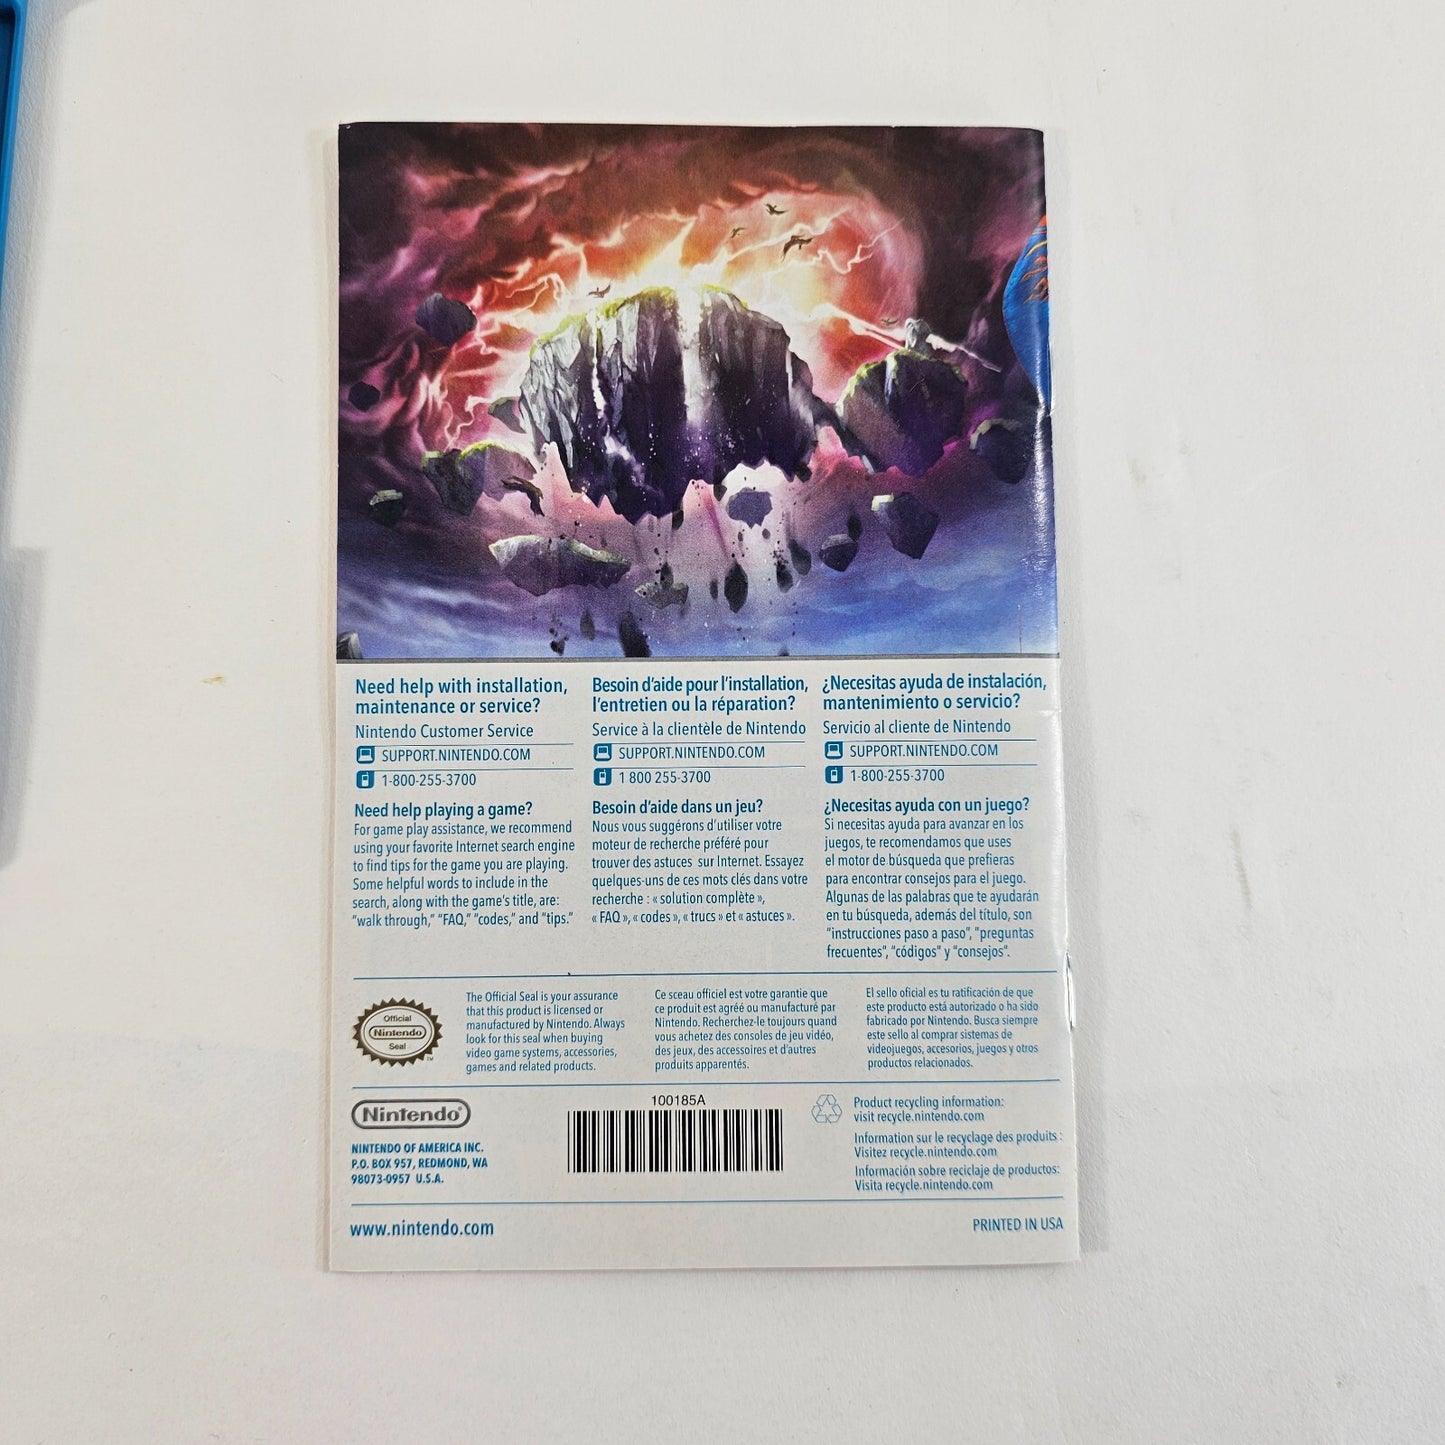 Need help with installation,
maintenance or service?
Nintendo Customer Service
SUPPORT.NINTENDO.COM
1-800-255-3700
Need help playing a game?
For game play assistance, we recommend
using your favorite Internet search engine
to find tips for the game you are playing.
Some helpful words to include in the
search, along with the game's title, are:
"walk through," "FAQ," "codes," and "tips."
Besoin d'aide pour l'installation,
l'entretien ou la réparation?
Service à la clientèle de Nintendo
SUPPORT.NINTENDO.COM
1 800 255-3700
Besoin d'aide dans un jeu?
Nous vous suggérons d'utiliser votre
moteur de recherche préféré pour
trouver des astuces sur Internet. Essayez
quelques-uns de ces mots clés dans votre
recherche : « solution complète »,
« FAQ », « codes », « trucs » et « astuces ».
¿Necesitas ayuda de instalación,
mantenimiento o servicio?
Servicio al cliente de Nintendo
SUPPORT.NINTENDO.COM
1-800-255-3700
¿Necesitas ayuda con un juego?
Si necesitas ayuda para avanzar en los
juegos, te recomendamos que uses
el motor de búsqueda que prefieras
para encontrar consejos para el juego.
Algunas de las palabras que te ayudarán
en tu búsqueda, además del título, son
"instrucciones paso a paso", "preguntas
frecuentes", "códigos" y "consejos".
Official
Nintendo
Seal
TM
The Official Seal is your assurance
that this product is licensed or
manufactured by Nintendo. Always
look for this seal when buying
video game systems, accessories,
games and related products.
Ce sceau officiel est votre garantie que
ce produit est agréé ou manufacturé par
Nintendo. Recherchez-le toujours quand
vous achetez des consoles de jeu vidéo,
des jeux, des accessoires et d'autres
produits apparentés.
El sello oficial es tu ratificación de que
este producto está autorizado o ha sido
fabricado por Nintendo. Busca siempre
este sello al comprar sistemas de
videojuegos, accesorios, juegos y otros
productos relacionados.
Nintendo®
NINTENDO OF AMERICA INC.
P.O. BOX 957, REDMOND, WA
98073-0957 U.S.A.
100185A
Product recycling information:
visit recycle.nintendo.com
Information sur le recyclage des produits :
Visitez recycle.nintendo.com
Información sobre reciclaje de productos:
Visita recycle.nintendo.com
www.nintendo.com
PRINTED IN USA